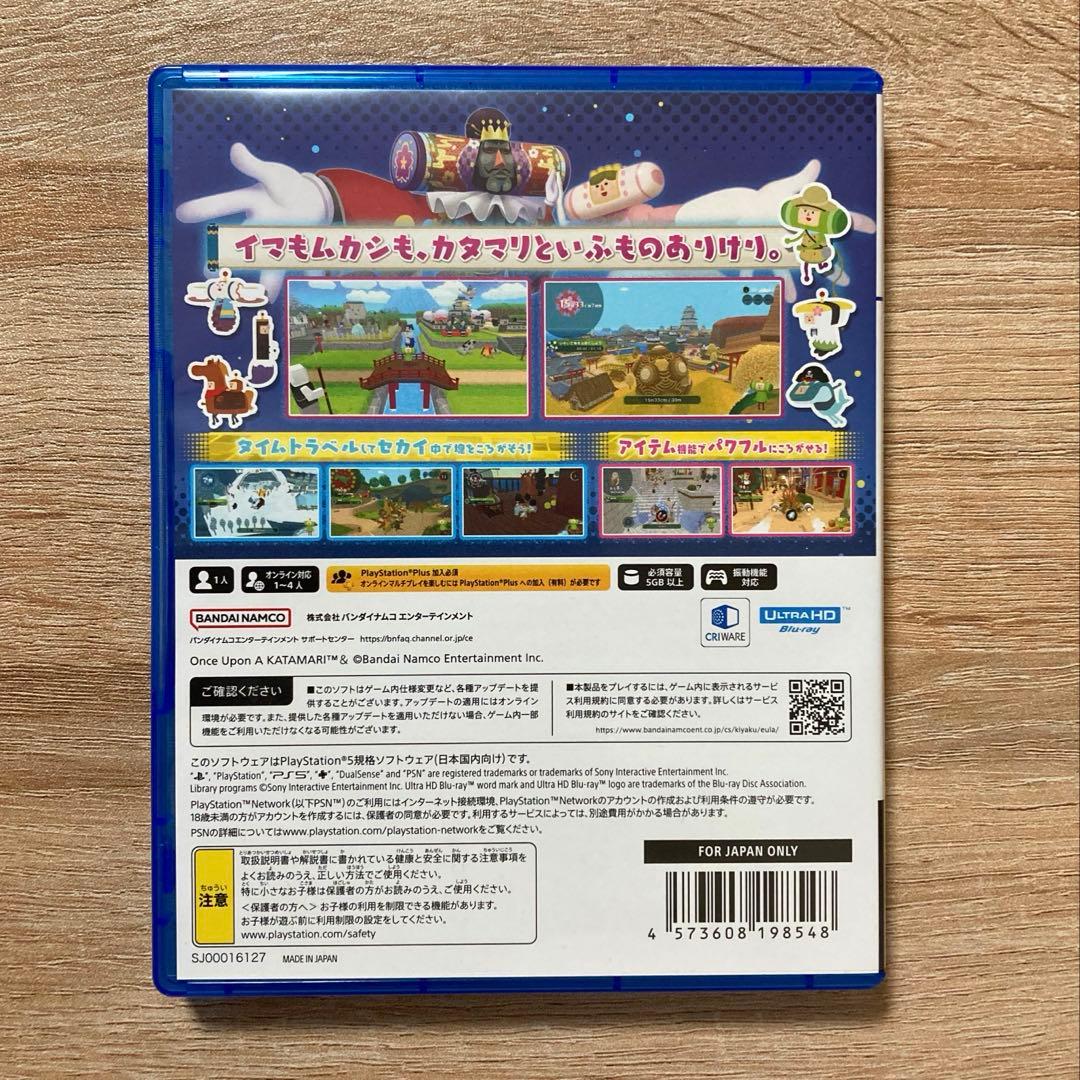 イマもムカシも、カタマリといふものありけり。
タイムトラベルしてセカイ中で塊をころがそう!
アイテム機能でパワフルにころがせる!
1人
オンライン対応
1~4人
PlayStation®Plus 加入必須
オンラインマルチプレイを楽しむには PlayStation®Plus への加入(有料)が必要です
必須容量
5GB 以上
振動機能
対応
BANDAI NAMCO
株式会社 バンダイナムコ エンターテインメント
CRIWARE
ULTRA HD™
Blu-ray
バンダイナムコエンターテインメント サポートセンター https://bnfaq.channel.or.jp/ce
Once Upon A KATAMARI™& ©Bandai Namco Entertainment Inc.
ご確認ください
■このソフトはゲーム内仕様変更など、各種アップデートを提
供することがございます。アップデートの適用にはオンライン
環境が必要です。また、提供した各種アップデートを適用いただけない場合、ゲーム内一部
機能をご利用いただけなくなる可能性がございます。
■本製品をプレイするには、ゲーム内に表示されるサービ
ス利用規約に同意する必要があります。詳しくはサービス
利用規約のサイトをご確認ください。
https://www.bandainamcoent.co.jp/cs/kiyaku/eula/
このソフトウェアはPlayStation®5規格ソフトウェア(日本国内向け)です。
"PlayStation", "PS5", "DualSense" and "PSN" are registered trademarks or trademarks of Sony Interactive Entertainment Inc.
Library programs ©Sony Interactive Entertainment Inc. Ultra HD Blu-ray™ word mark and Ultra HD Blu-ray™ logo are trademarks of the Blu-ray Disc Association.
PlayStation™Network(以下PSN™)のご利用にはインターネット接続環境、PlayStation™Networkのアカウントの作成および利用条件の遵守が必要です。
18歳未満の方がアカウントを作成するには、保護者の同意が必要です。利用するサービスによっては、別途費用がかかる場合があります。
PSNの詳細についてはwww.playstation.com/playstation-networkをご覧ください。
ちゅうい
注意
取扱説明書や解説書に書かれている健康と安全に関する注意事項を
よくお読みのうえ、正しい方法でご使用ください。
特に小さなお子様は保護者の方がお読みのうえ、ご使用ください。
<保護者の方へ> お子様の利用を制限できる機能があります。
お子様が遊ぶ前に利用制限の設定をしてください。
www.playstation.com/safety
FOR JAPAN ONLY
4 573608 198548
SJ00016127 MADE IN JAPAN